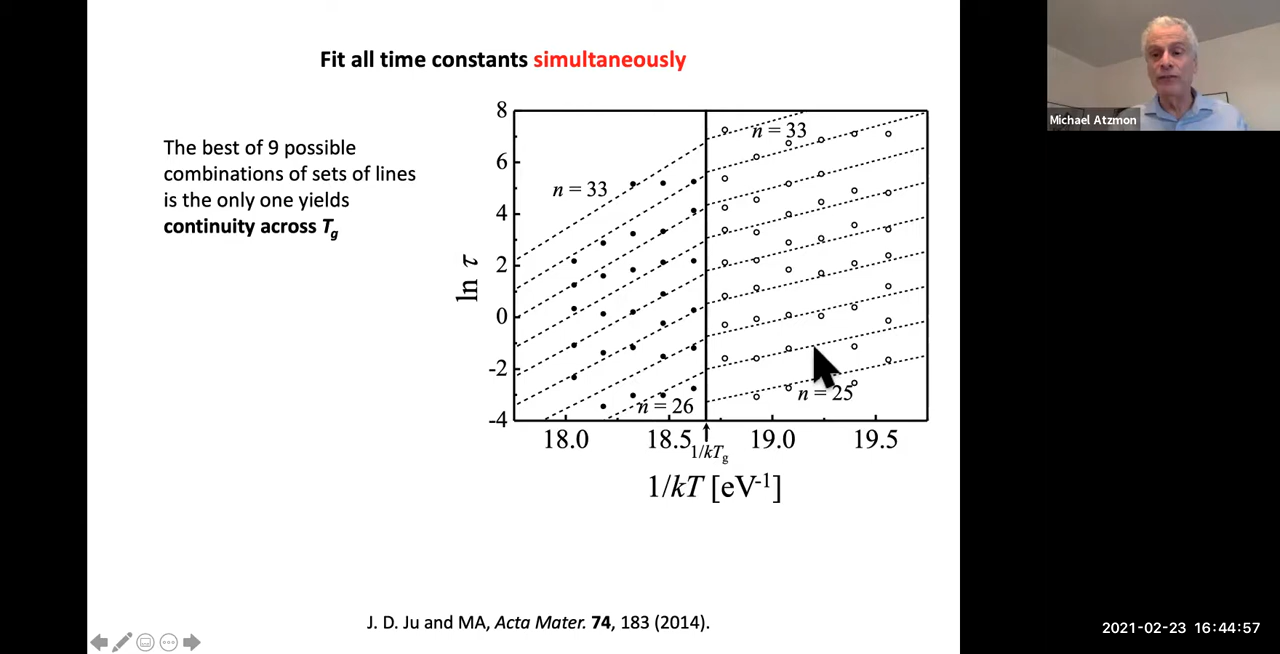 Fit all time constants simultaneously
The best of 9 possible
combinations of sets of lines
is the only one yields
continuity across Tg
8
6
4
2
0
-2
-4
ln τ
n = 33
n = 33
n = 26
n = 25
18.0
18.5
19.0
19.5
1/kTg
1/kT [eV-1]
J. D. Ju and MA, Acta Mater. 74, 183 (2014).
Michael Atzmon
2021-02-23 16:44:57